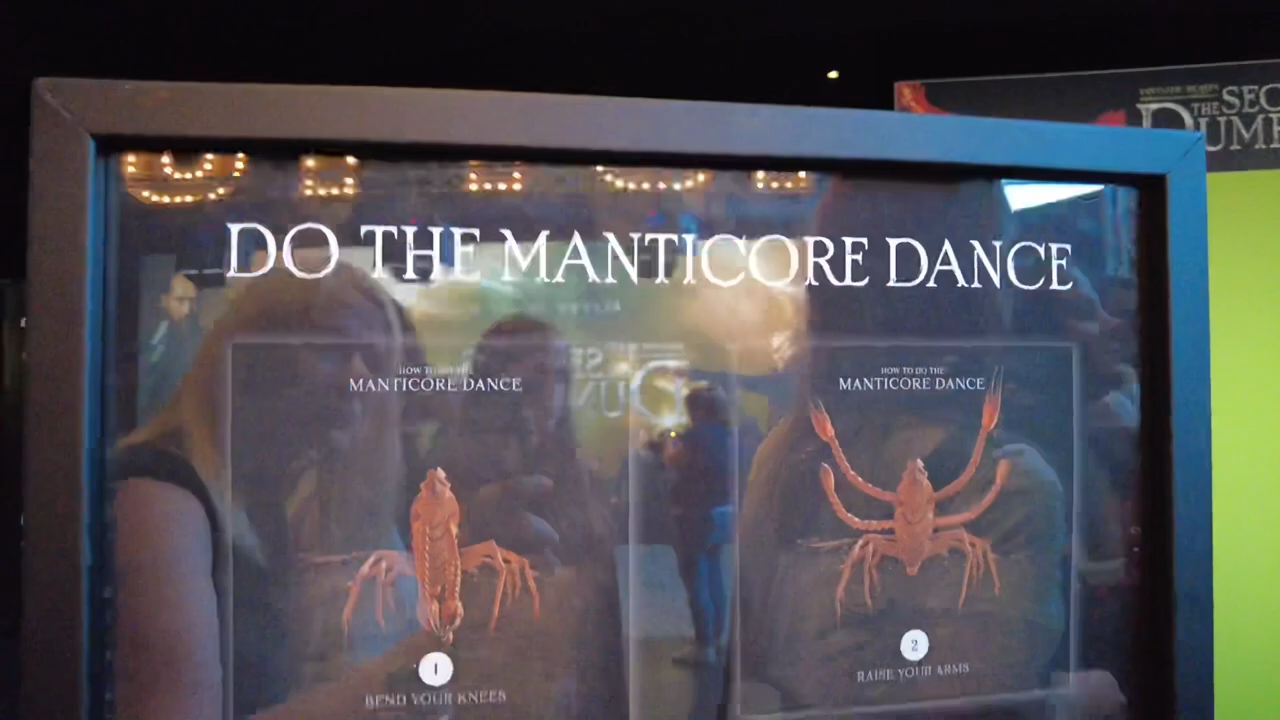 THE SEC
DUMB
DO THE MANTICORE DANCE
HOW TO DO THE
MANTICORE DANCE
1
BEND YOUR KNEES
HOW TO DO THE
MANTICORE DANCE
2
RAISE YOUR ARMS